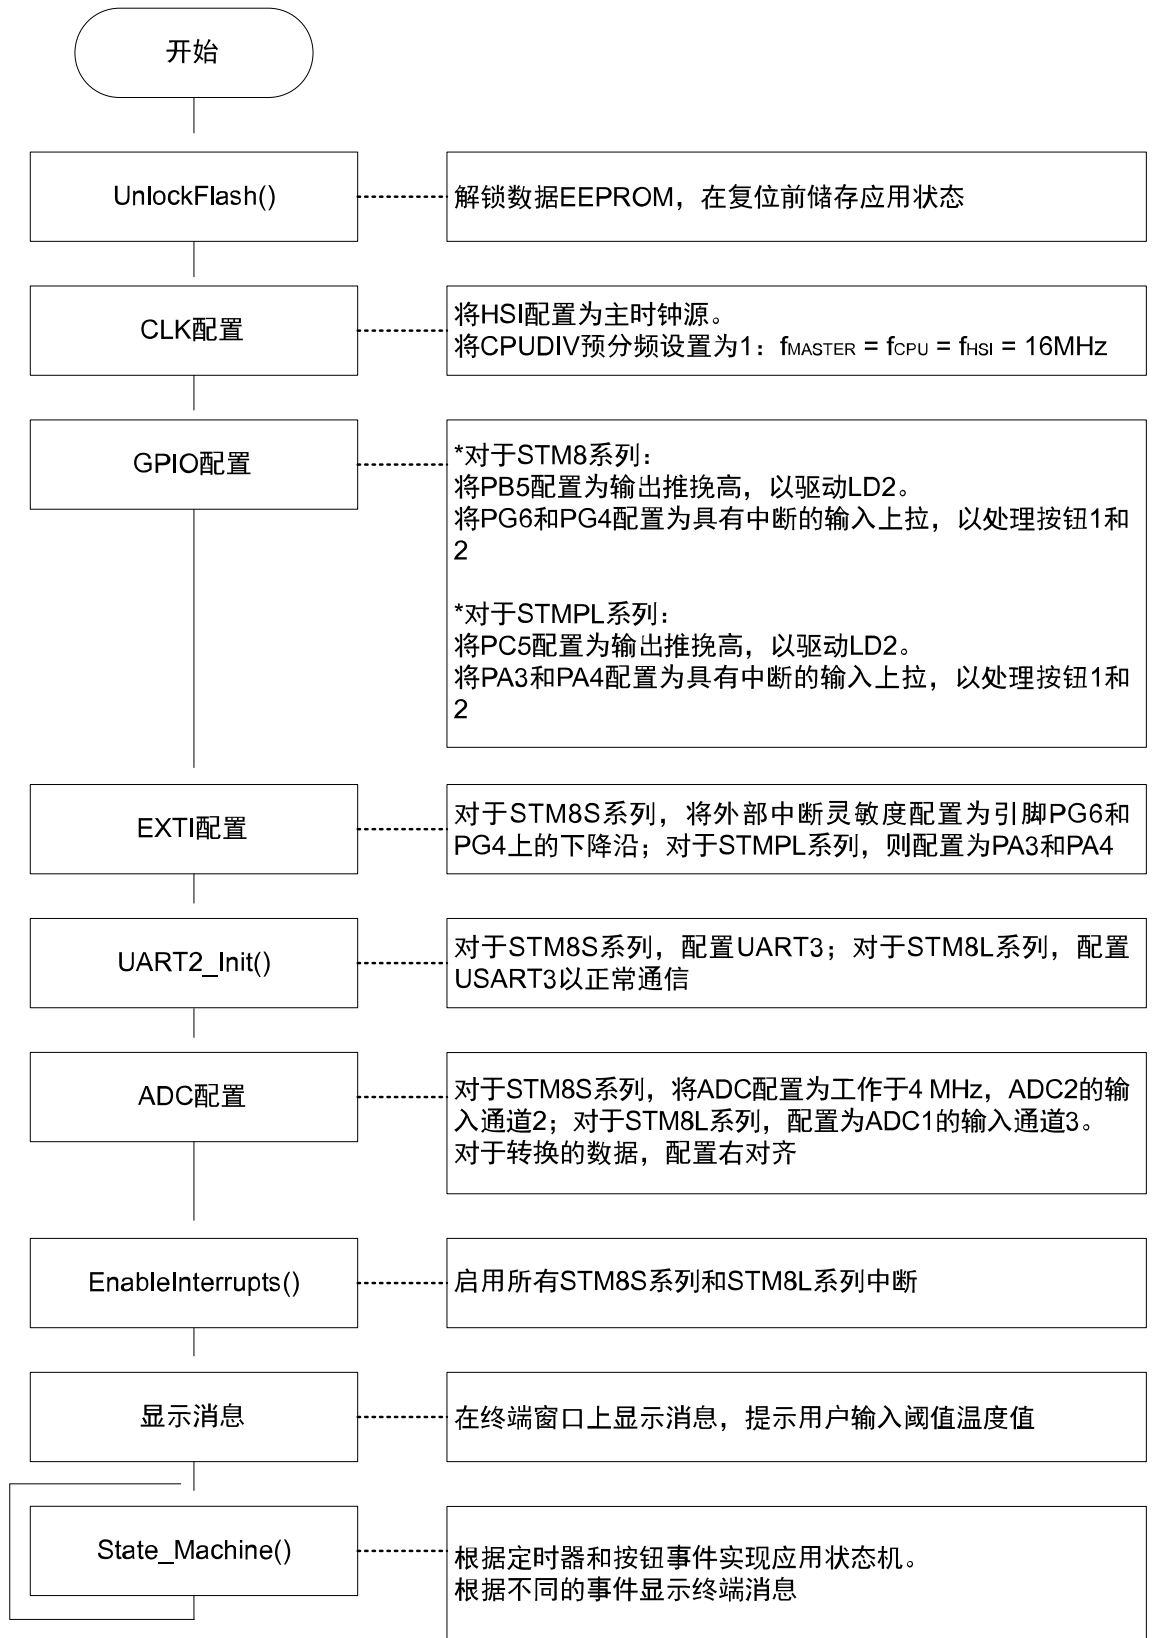 开始
UnlockFlash()
解锁数据EEPROM，在复位前储存应用状态
CLK配置
将HSI配置为主时钟源。
将CPUDIV预分频设置为1：fMASTER = fCPU = fHSI = 16MHz
GPIO配置
*对于STM8系列：
将PB5配置为输出推挽高，以驱动LD2。
将PG6和PG4配置为具有中断的输入上拉，以处理按钮1和
2
*对于STMPL系列：
将PC5配置为输出推挽高，以驱动LD2。
将PA3和PA4配置为具有中断的输入上拉，以处理按钮1和
2
EXTI配置
对于STM8S系列，将外部中断灵敏度配置为引脚PG6和
PG4上的下降沿；对于STMPL系列，则配置为PA3和PA4
UART2_Init()
对于STM8S系列，配置UART3；对于STM8L系列，配置
USART3以正常通信
ADC配置
对于STM8S系列，将ADC配置为工作于4 MHz，ADC2的输
入通道2；对于STM8L系列，配置为ADC1的输入通道3。
对于转换的数据，配置右对齐
EnableInterrupts()
启用所有STM8S系列和STM8L系列中断
显示消息
在终端窗口上显示消息，提示用户输入阈值温度值
State_Machine()
根据定时器和按钮事件实现应用状态机。
根据不同的事件显示终端消息